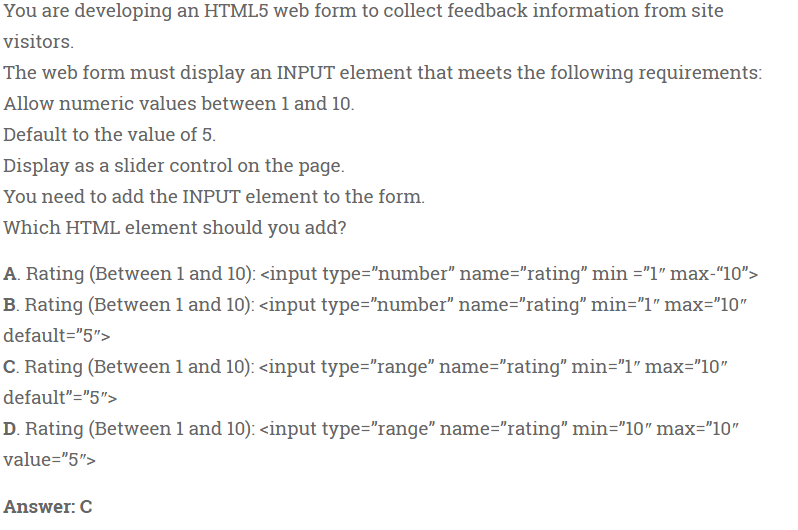 You are developing an HTML5 web form to collect feedback information from site
visitors.
The web form must display an INPUT element that meets the following requirements:
Allow numeric values between 1 and 10.
Default to the value of 5.
Display as a slider control on the page.
You need to add the INPUT element to the form.
Which HTML element should you add?
A. Rating (Between 1 and 10): <input type=”number” name=”rating” min =”1″ max-“10”>
B. Rating (Between 1 and 10): <input type=”number” name=”rating” min=”1″ max=”10″
default=”5″>
C. Rating (Between 1 and 10): <input type=”range” name=”rating” min=”1″ max=”10″
default”=”5″>
D. Rating (Between 1 and 10): <input type=”range” name=”rating” min=”10″ max=”10″
value=”5″>
Answer: C